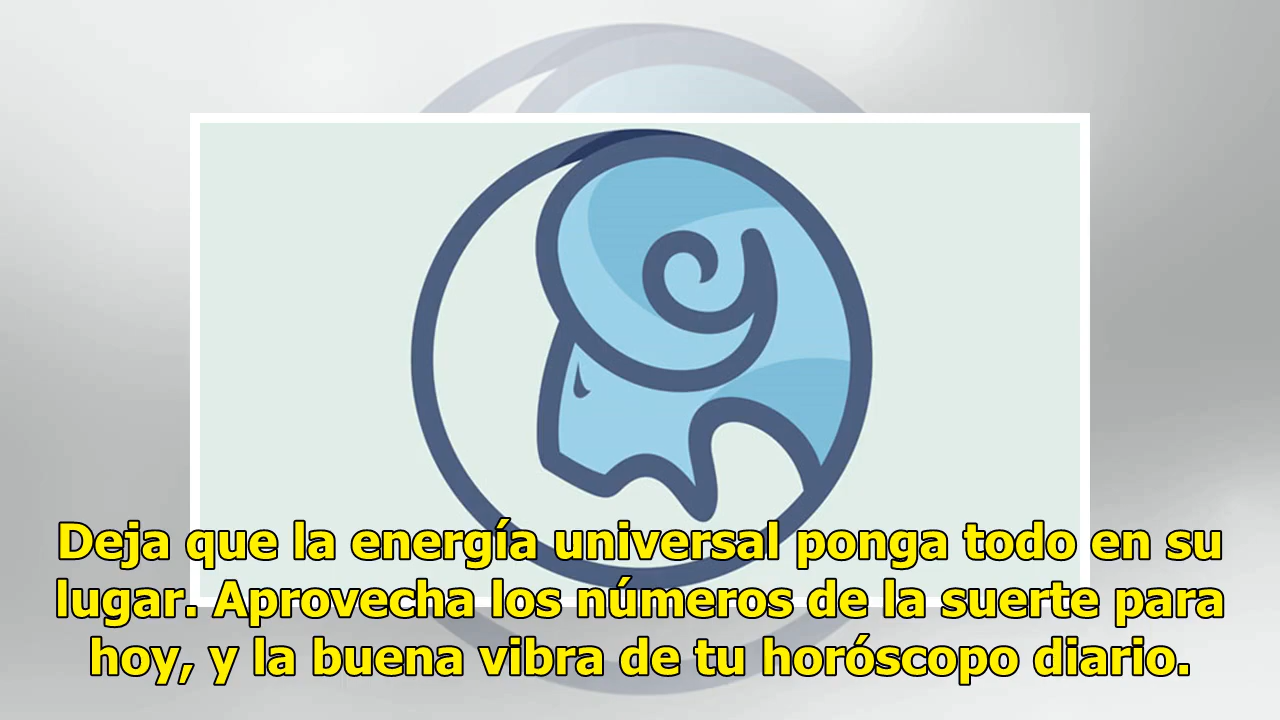 Deja que la energía universal ponga todo en su
lugar. Aprovecha los números de la suerte para
hoy, y la buena vibra de tu horóscopo diario.